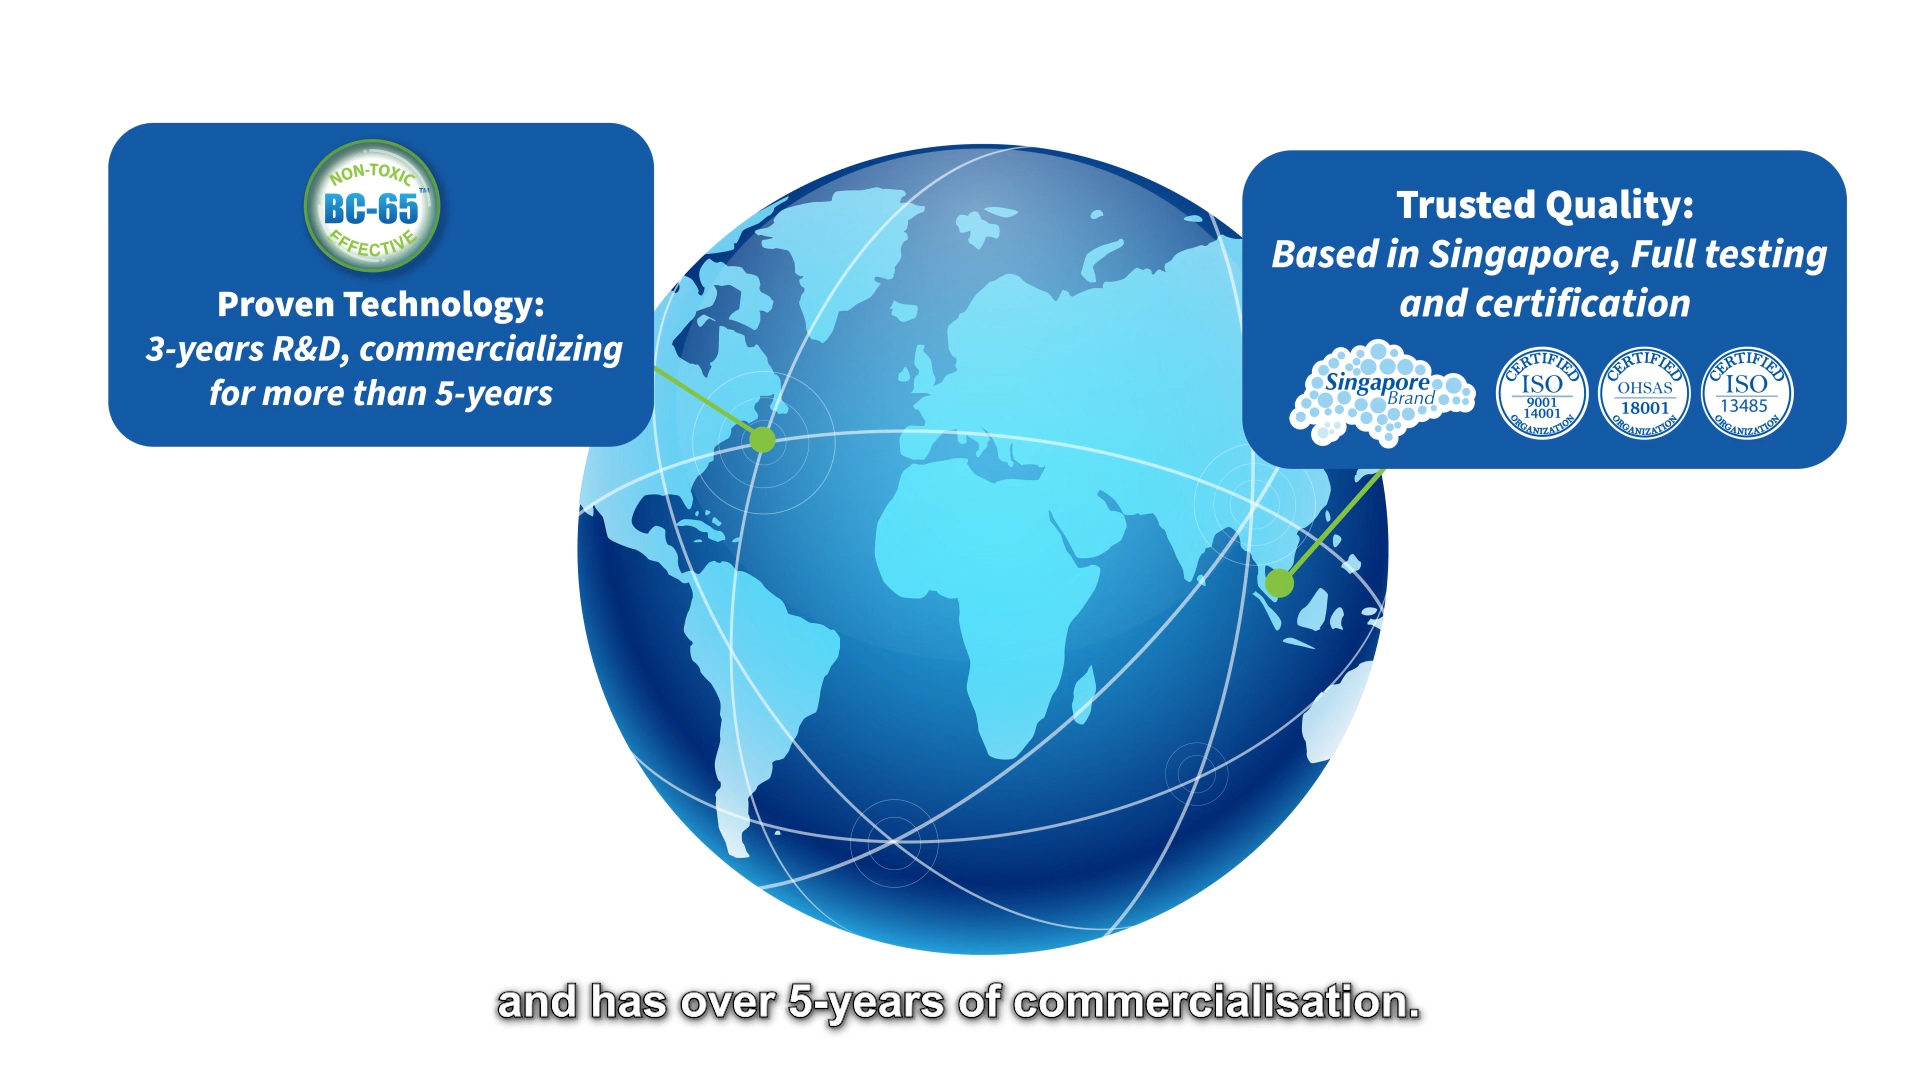 NON-TOXIC
BC-65™
EFFECTIVE
Proven Technology:
3-years R&D, commercializing
for more than 5-years
Trusted Quality:
Based in Singapore, Full testing
and certification
Singapore
Brand
CERTIFIED
ISO
9001
14001
ORGANIZATION
CERTIFIED
OHSAS
18001
ORGANIZATION
CERTIFIED
ISO
13485
ORGANIZATION
and has over 5-years of commercialisation.